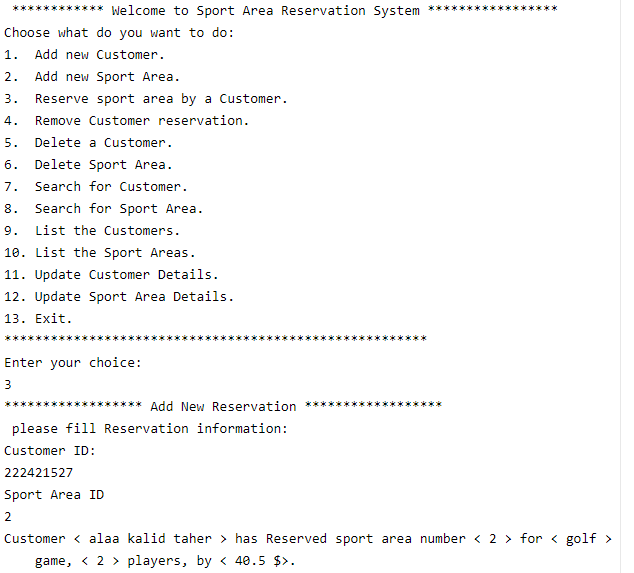 ************ Welcome to Sport Area Reservation System *****************
Choose what do you want to do:
1.  Add new Customer.
2.  Add new Sport Area.
3.  Reserve sport area by a Customer.
4.  Remove Customer reservation.
5.  Delete a Customer.
6.  Delete Sport Area.
7.  Search for Customer.
8.  Search for Sport Area.
9.  List the Customers.
10. List the Sport Areas.
11. Update Customer Details.
12. Update Sport Area Details.
13. Exit.
*******************************************************
Enter your choice:
3
****************** Add New Reservation ******************
please fill Reservation information:
Customer ID:
222421527
Sport Area ID
2
Customer < alaa kalid taher > has Reserved sport area number < 2 > for < golf >
game, < 2 > players, by < 40.5 $>.